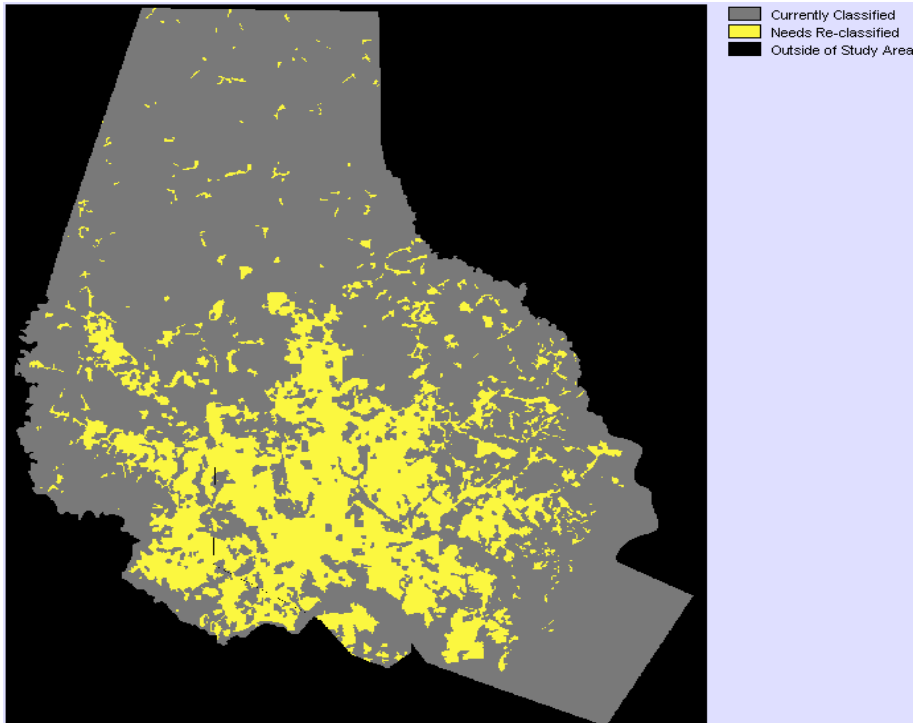 Currently Classified
Needs Re-classified
Outside of Study Area